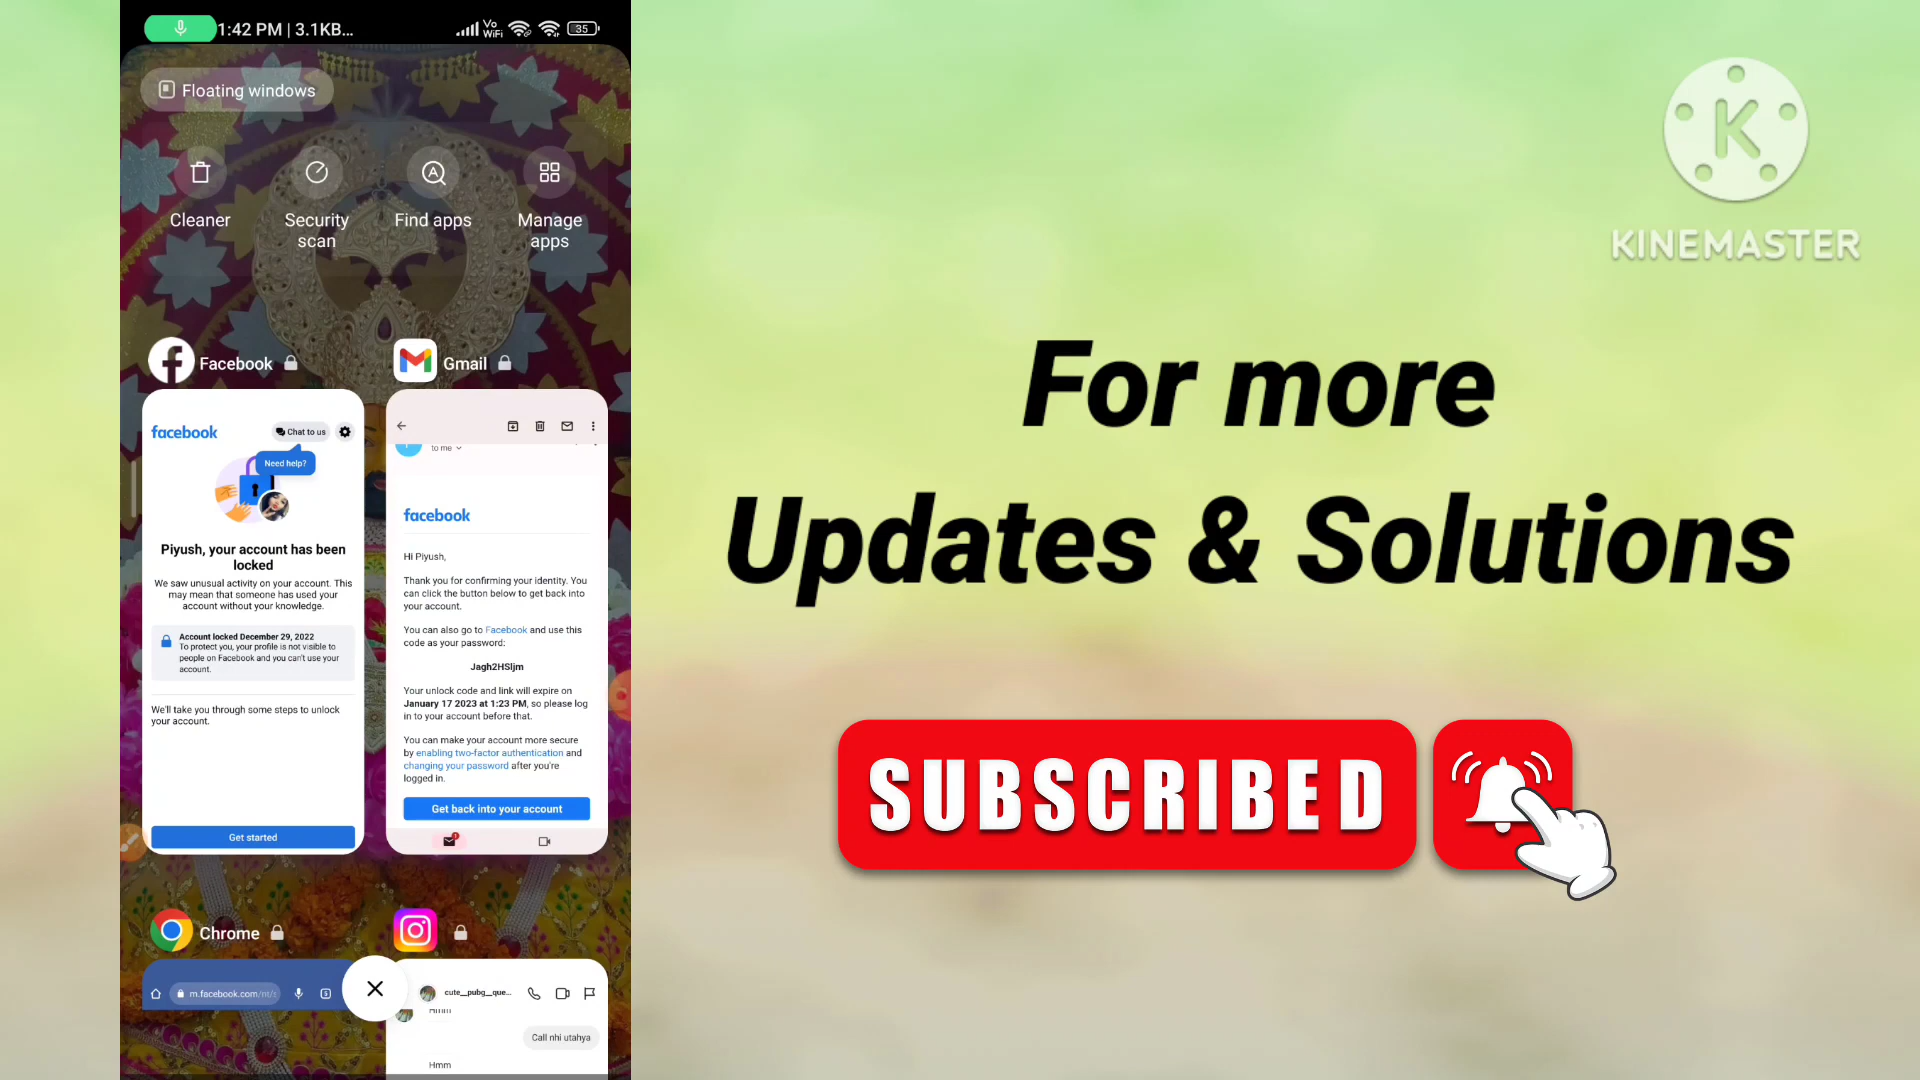 1:42 PM | 3.1KB...
Vo
WiFi
35
Floating windows
Cleaner
Security
scan
Find apps
Manage
apps
Facebook
Gmail
facebook
Chat to us
Need help?
Piyush, your account has been
locked
We saw unusual activity on your account. This
may mean that someone has used your
account without your knowledge.
Account locked December 29, 2022
To protect you, your profile is not visible to
people on Facebook and you can't use your
account.
We'll take you through some steps to unlock
your account.
Get started
to me
facebook
Hi Piyush,
Thank you for confirming your identity. You
can click the button below to get back into
your account.
You can also go to Facebook and use this
code as your password:
Jagh2HSljm
Your unlock code and link will expire on
January 17 2023 at 1:23 PM, so please log
in to your account before that.
You can make your account more secure
by enabling two-factor authentication and
changing your password after you're
logged in.
Get back into your account
Chrome
m.facebook.com/nt/s
5
cute__pubg__que...
Hmm
Call nhi utahya
Hmm
K
KINEMASTER
For more
Updates & Solutions
SUBSCRIBED